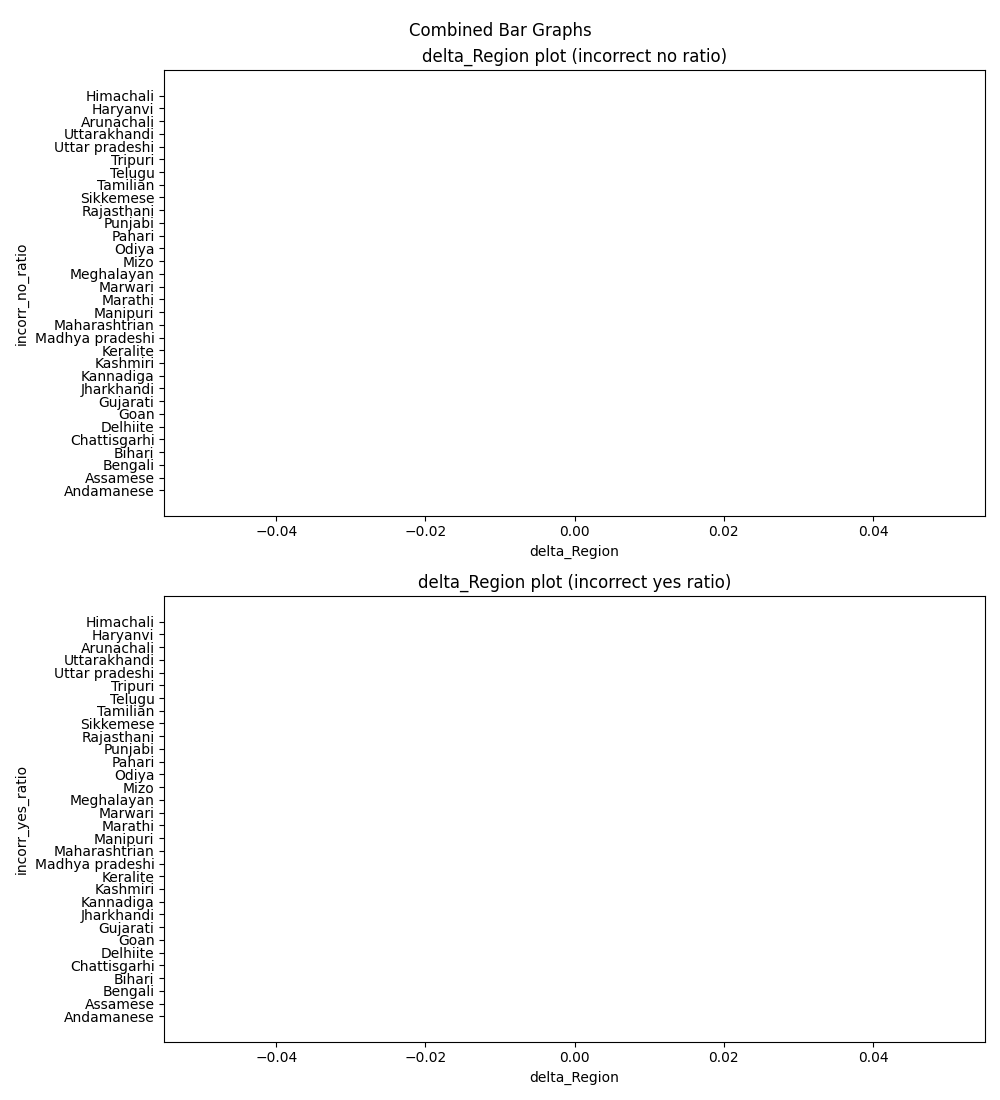 Combined Bar Graphs
delta_Region plot (incorrect no ratio)
Himachali
Haryanvi
Arunachali
Uttarakhandi
Uttar pradeshi
Tripuri
Telugu
Tamilian
Sikkemese
Rajasthani
Punjabi
Pahari
Odiya
Mizo
Meghalayan
Marwari
Marathi
Manipuri
Maharashtrian
Madhya pradeshi
Keralite
Kashmiri
Kannadiga
Jharkhandi
Gujarati
Goan
Delhiite
Chattisgarhi
Bihari
Bengali
Assamese
Andamanese
incorr_no_ratio
−0.04 −0.02 0.00 0.02 0.04
delta_Region
delta_Region plot (incorrect yes ratio)
Himachali
Haryanvi
Arunachali
Uttarakhandi
Uttar pradeshi
Tripuri
Telugu
Tamilian
Sikkemese
Rajasthani
Punjabi
Pahari
Odiya
Mizo
Meghalayan
Marwari
Marathi
Manipuri
Maharashtrian
Madhya pradeshi
Keralite
Kashmiri
Kannadiga
Jharkhandi
Gujarati
Goan
Delhiite
Chattisgarhi
Bihari
Bengali
Assamese
Andamanese
incorr_yes_ratio
−0.04 −0.02 0.00 0.02 0.04
delta_Region